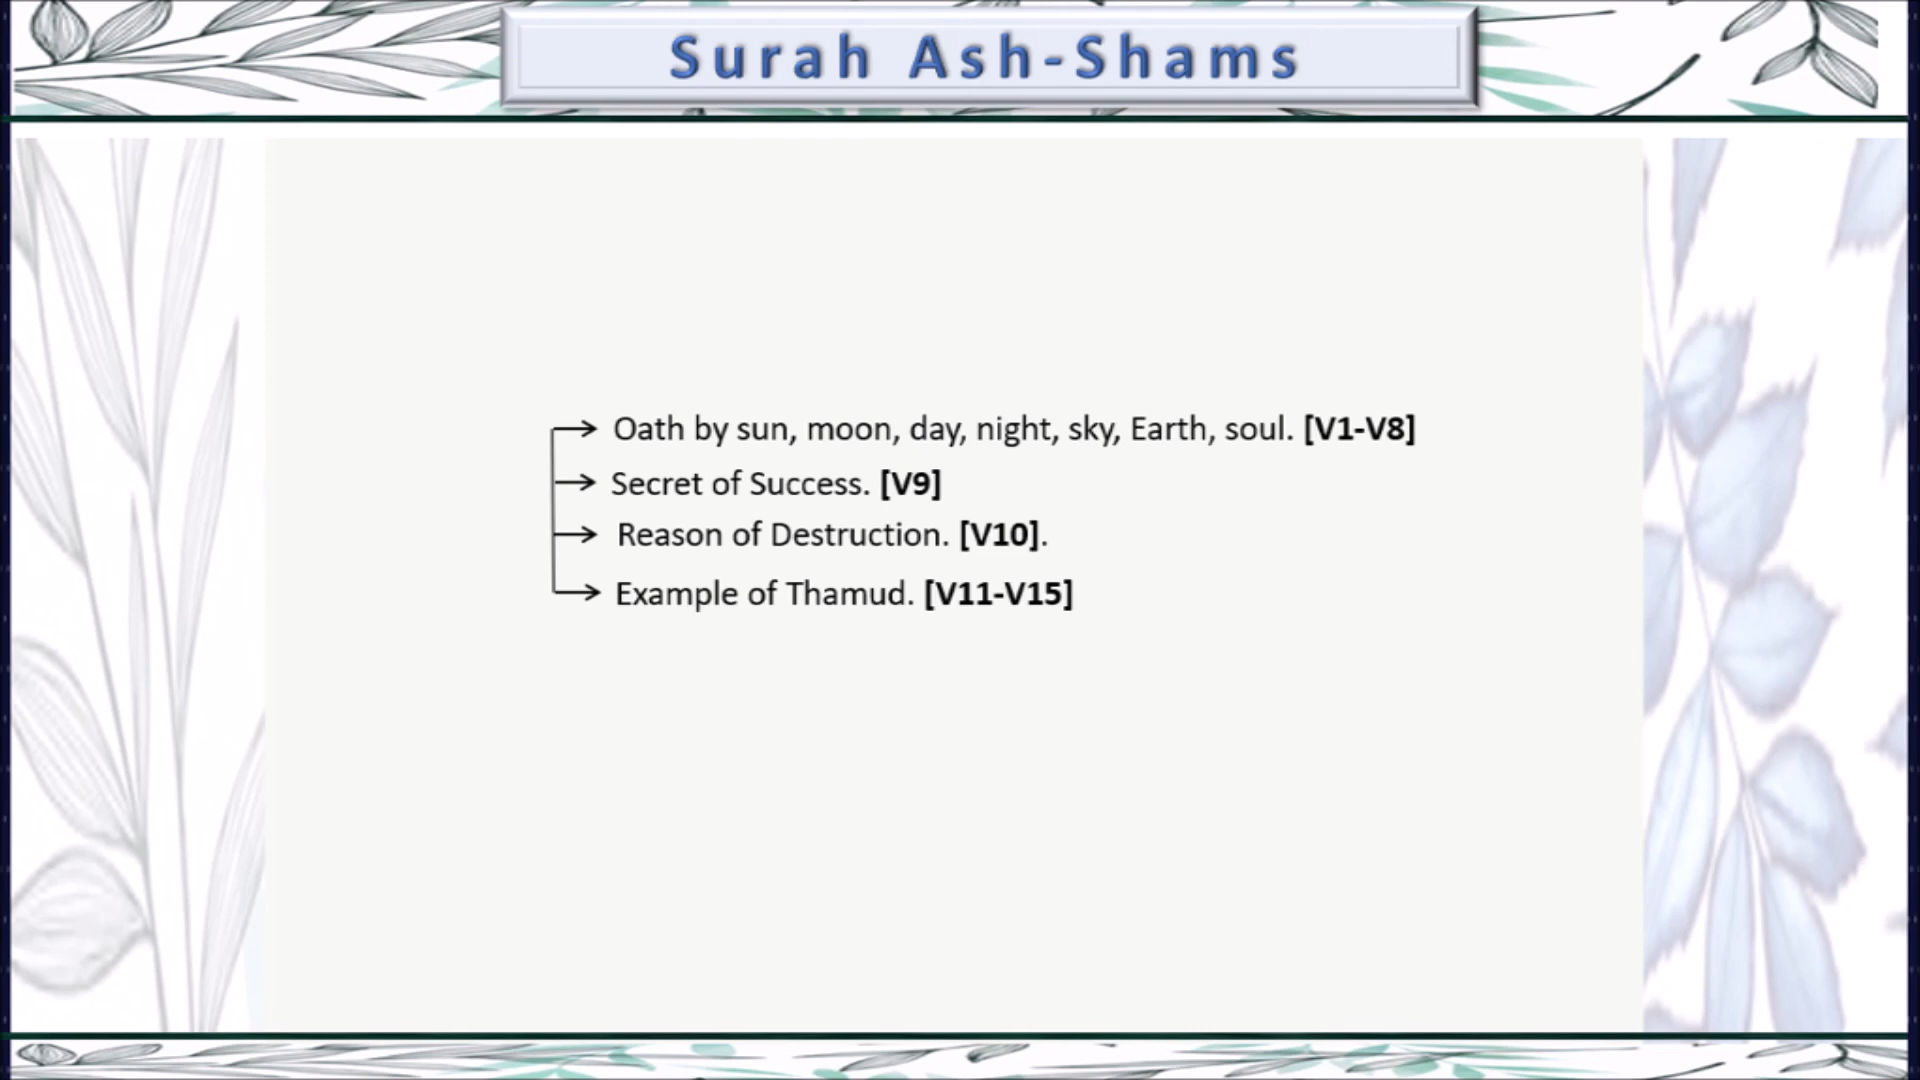 Surah Ash-Shams
Oath by sun, moon, day, night, sky, Earth, soul. [V1-V8]
Secret of Success. [V9]
Reason of Destruction. [V10].
Example of Thamud. [V11-V15]